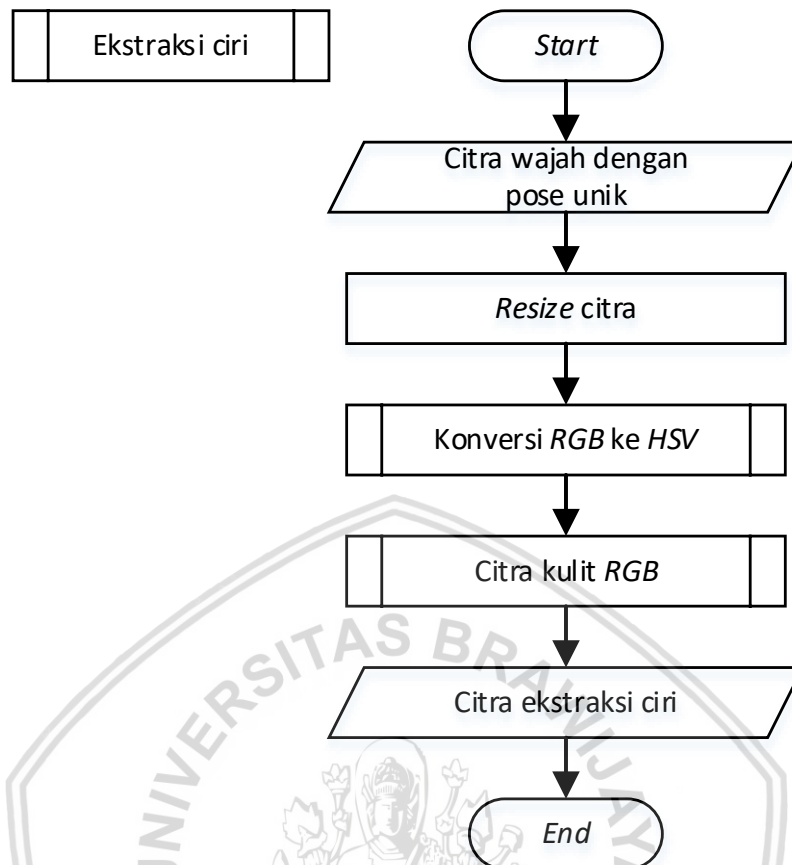 Ekstraksi ciri
Start
Citra wajah dengan
pose unik
Resize citra
Konversi RGB ke HSV
Citra kulit RGB
Citra ekstraksi ciri
End
UNIVERSITAS BRAWIJAYA